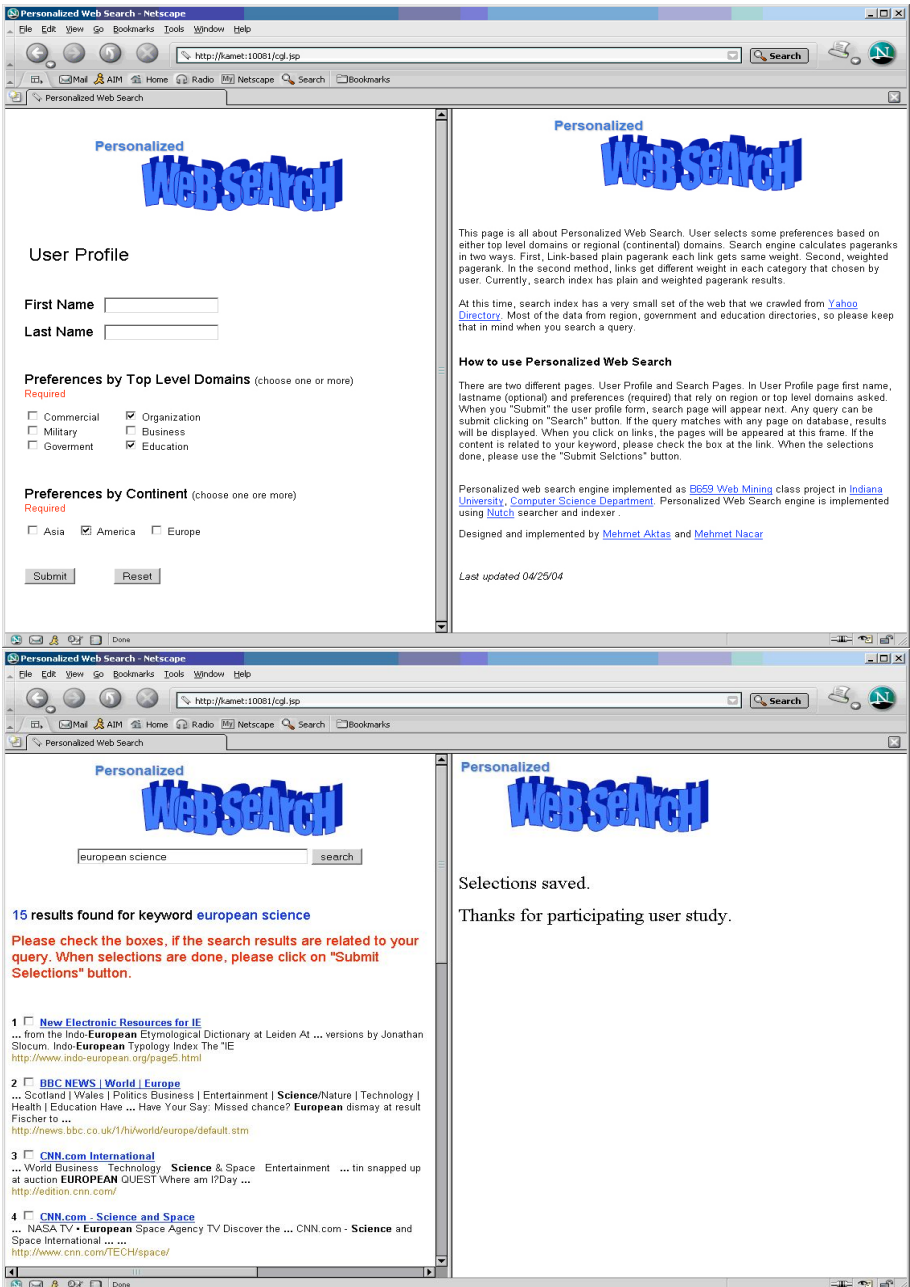 Personalized Web Search - Netscape
File Edit View Go Bookmarks Tools Window Help
http://kamet:10081/cgl.jsp
Search
N
Mail AIM Home Radio My Netscape Search Bookmarks
Personalized Web Search
Personalized
WeB SeArcH
User Profile
First Name
Last Name
Preferences by Top Level Domains (choose one or more)
Required
Commercial Organization
Military Business
Goverment Education
Preferences by Continent (choose one ore more)
Required
Asia America Europe
Submit Reset
Personalized
WeB SeArcH
This page is all about Personalized Web Search. User selects some preferences based on
either top level domains or regional (continental) domains. Search engine calculates pageranks
in two ways. First, Link-based plain pagerank each link gets same weight. Second, weighted
pagerank. In the second method, links get different weight in each category that chosen by
user. Currently, search index has plain and weighted pagerank results.
At this time, search index has a very small set of the web that we crawled from Yahoo
Directory. Most of the data from region, government and education directories, so please keep
that in mind when you search a query.
How to use Personalized Web Search
There are two different pages. User Profile and Search Pages. In User Profile page first name,
lastname (optional) and preferences (required) that rely on region or top level domains asked.
When you "Submit" the user profile form, search page will appear next. Any query can be
submit clicking on "Search" button. If the query matches with any page on database, results
will be displayed. When you click on links, the pages will be appeared at this frame. If the
content is related to your keyword, please check the box at the link. When the selections
done, please use the "Submit Selctions" button.
Personalized web search engine implemented as B659 Web Mining class project in Indiana
University, Computer Science Department. Personalized Web Search engine is implemented
using Nutch searcher and indexer .
Designed and implemented by Mehmet Aktas and Mehmet Nacar
Last updated 04/25/04
Done
Personalized Web Search - Netscape
File Edit View Go Bookmarks Tools Window Help
http://kamet:10081/cgl.jsp
Search
N
Mail AIM Home Radio My Netscape Search Bookmarks
Personalized Web Search
Personalized
WeB SeArcH
european science
search
15 results found for keyword european science
Please check the boxes, if the search results are related to your
query. When selections are done, please click on "Submit
Selections" button.
1 New Electronic Resources for IE
... from the Indo-European Etymological Dictionary at Leiden At ... versions by Jonathan
Slocum. Indo-European Typology Index The "IE
http://www.indo-european.org/page5.html
2 BBC NEWS | World | Europe
... Scotland | Wales | Politics Business | Entertainment | Science/Nature | Technology |
Health | Education Have ... Have Your Say: Missed chance? European dismay at result
Fischer to ...
http://news.bbc.co.uk/1/hi/world/europe/default.stm
3 CNN.com International
... World Business Technology Science & Space Entertainment ... tin snapped up
at auction EUROPEAN QUEST Where am I?Day ...
http://edition.cnn.com/
4 CNN.com - Science and Space
... NASA TV • European Space Agency TV Discover the ... CNN.com - Science and
Space International ... ...
http://www.cnn.com/TECH/space/
Personalized
WeB SeArcH
Selections saved.
Thanks for participating user study.
Done